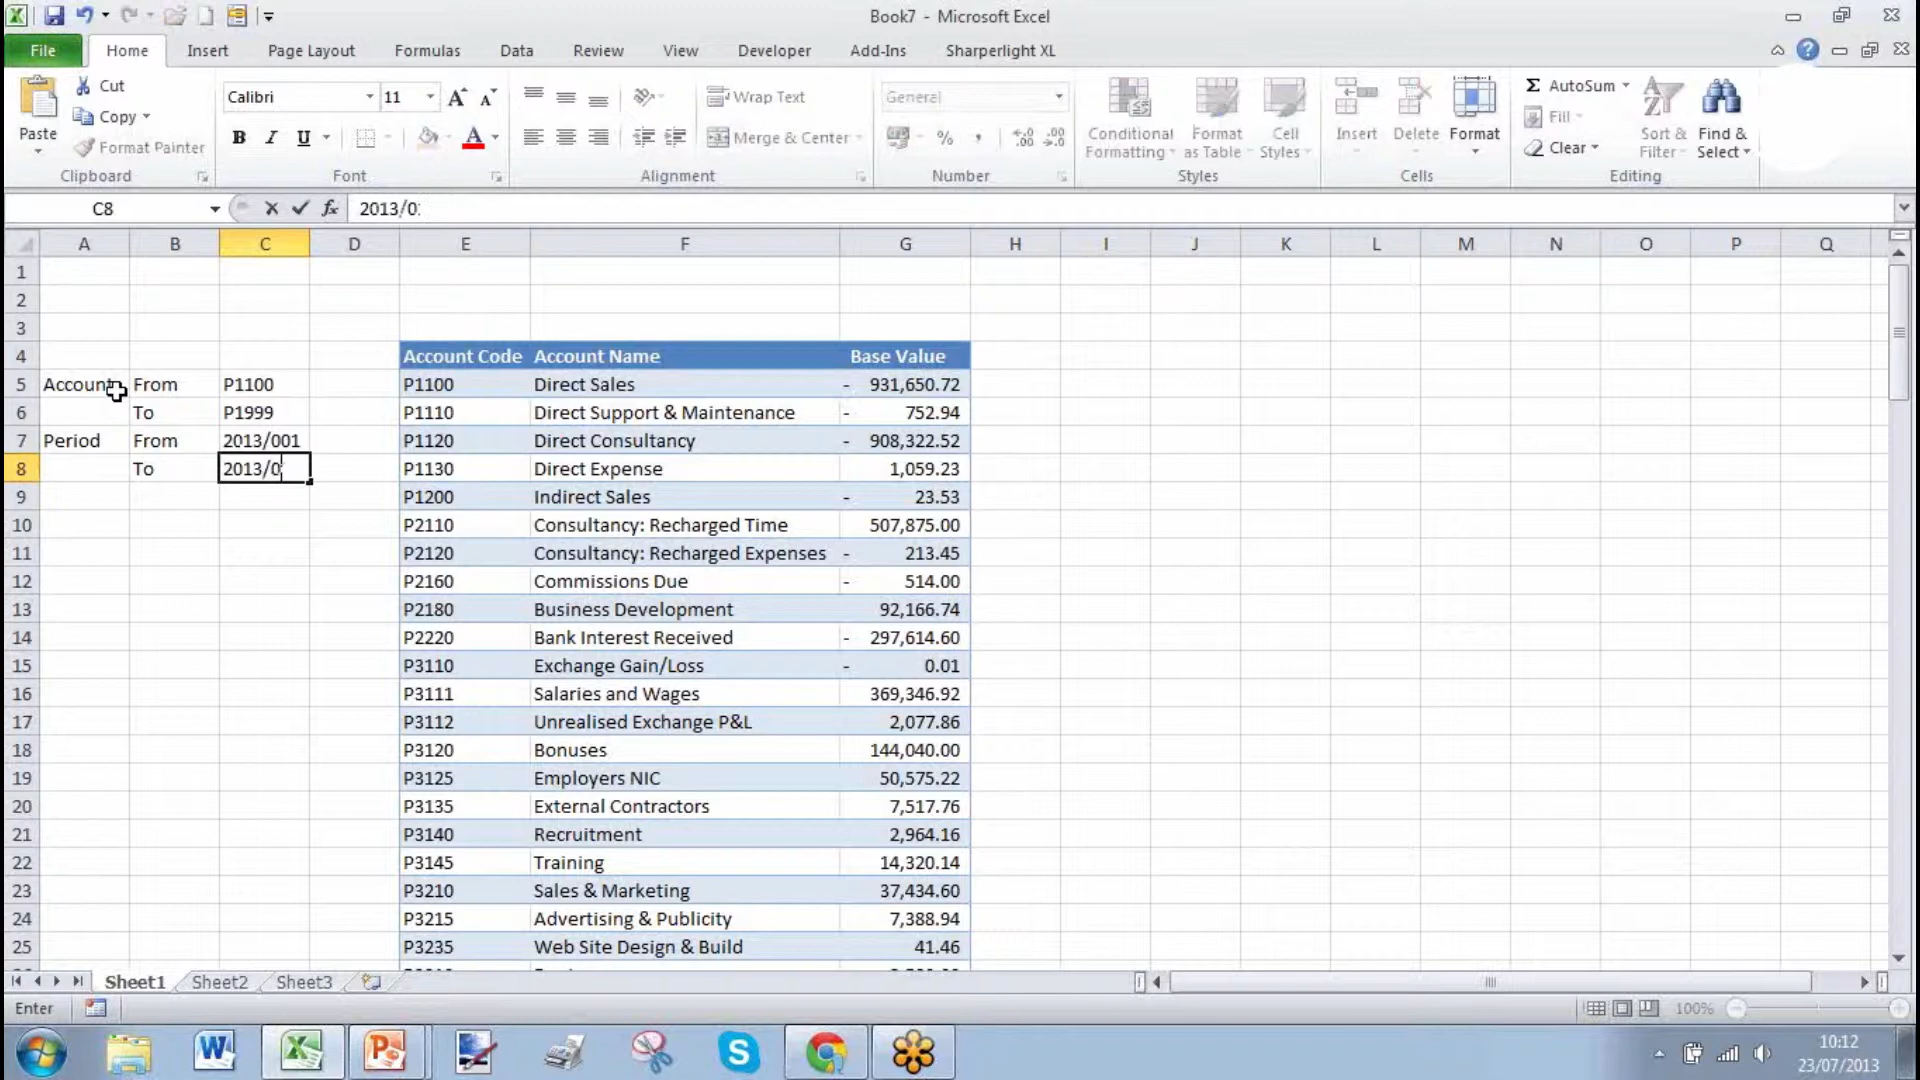 Book7 - Microsoft Excel
File Home Insert Page Layout Formulas Data Review View Developer Add-Ins Sharperlight XL
Paste
Cut
Copy
Format Painter
Clipboard
Calibri 11
B I U
Font
Wrap Text
Merge & Center
Alignment
General
%
Number
Conditional Formatting
Format as Table
Cell Styles
Styles
Insert Delete Format
Cells
AutoSum
Fill
Clear
Sort & Filter
Find & Select
Editing
C8 fx 2013/0
A B C D E F G H I J K L M N O P Q
1
2
3
4 Account Code Account Name Base Value
5 Account From P1100 P1100 Direct Sales - 931,650.72
6 To P1999 P1110 Direct Support & Maintenance - 752.94
7 Period From 2013/001 P1120 Direct Consultancy - 908,322.52
8 To 2013/0 P1130 Direct Expense 1,059.23
9 P1200 Indirect Sales - 23.53
10 P2110 Consultancy: Recharged Time 507,875.00
11 P2120 Consultancy: Recharged Expenses - 213.45
12 P2160 Commissions Due - 514.00
13 P2180 Business Development 92,166.74
14 P2220 Bank Interest Received - 297,614.60
15 P3110 Exchange Gain/Loss - 0.01
16 P3111 Salaries and Wages 369,346.92
17 P3112 Unrealised Exchange P&L 2,077.86
18 P3120 Bonuses 144,040.00
19 P3125 Employers NIC 50,575.22
20 P3135 External Contractors 7,517.76
21 P3140 Recruitment 2,964.16
22 P3145 Training 14,320.14
23 P3210 Sales & Marketing 37,434.60
24 P3215 Advertising & Publicity 7,388.94
25 P3235 Web Site Design & Build 41.46
Sheet1 Sheet2 Sheet3
Enter 100%
10:12
23/07/2013